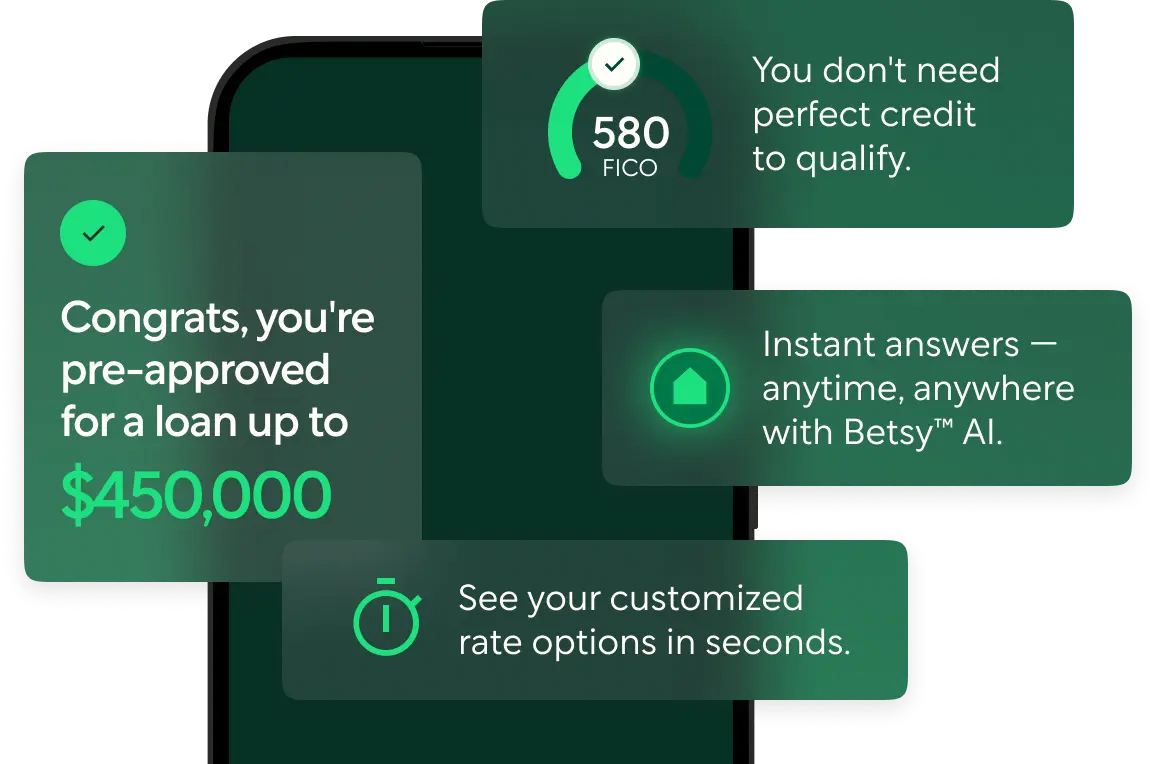 580
FICO
You don't need
perfect credit
to qualify.
Congrats, you're
pre-approved
for a loan up to
$450,000
Instant answers —
anytime, anywhere
with Betsy™ AI.
See your customized
rate options in seconds.